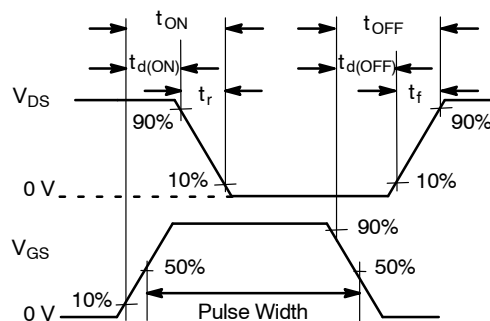 tON tOFF
td(ON) td(OFF)
VDS tr tf
90% 90%
10% 10%
0 V
VGS 90%
50% 50%
10%
0 V Pulse Width